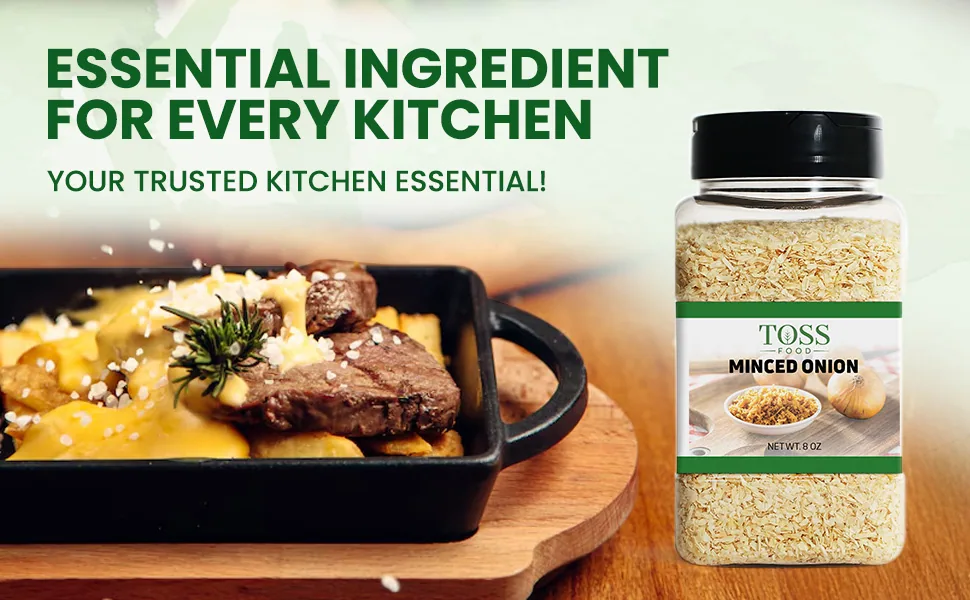 ESSENTIAL INGREDIENT
FOR EVERY KITCHEN
YOUR TRUSTED KITCHEN ESSENTIAL!
TOSS
FOOD
MINCED ONION
NET WT. 8 OZ